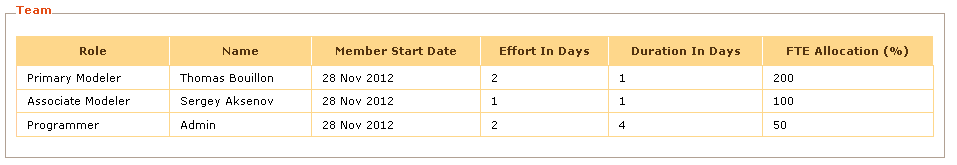 Team
Role Name Member Start Date Effort In Days Duration In Days FTE Allocation (%)
Primary Modeler Thomas Bouillon 28 Nov 2012 2 1 200
Associate Modeler Sergey Aksenov 28 Nov 2012 1 1 100
Programmer Admin 28 Nov 2012 2 4 50